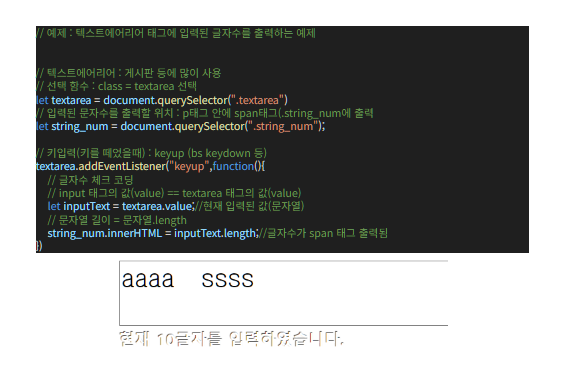 // 예제 : 텍스트에어리어 태그에 입력된 글자수를 출력하는 예제
// 텍스트에어리어 : 게시판 등에 많이 사용
// 선택 함수 : class = textarea 선택
let textarea = document.querySelector(".textarea")
// 입력된 문자수를 출력할 위치 : p태그 안에 span태그(.string_num에 출력
let string_num = document.querySelector(".string_num");
// 키입력(키를 떼었을때) : keyup (bs keydown 등)
textarea.addEventListener("keyup",function(){
// 글자수 체크 코딩
// input 태그의 값(value) == textarea 태그의 값(value)
let inputText = textarea.value;//현재 입력된 값(문자열)
// 문자열 길이 = 문자열.length
string_num.innerHTML = inputText.length;//글자수가 span 태그 출력됨
})
aaaa  ssss
현재 10글자를 입력하였습니다.